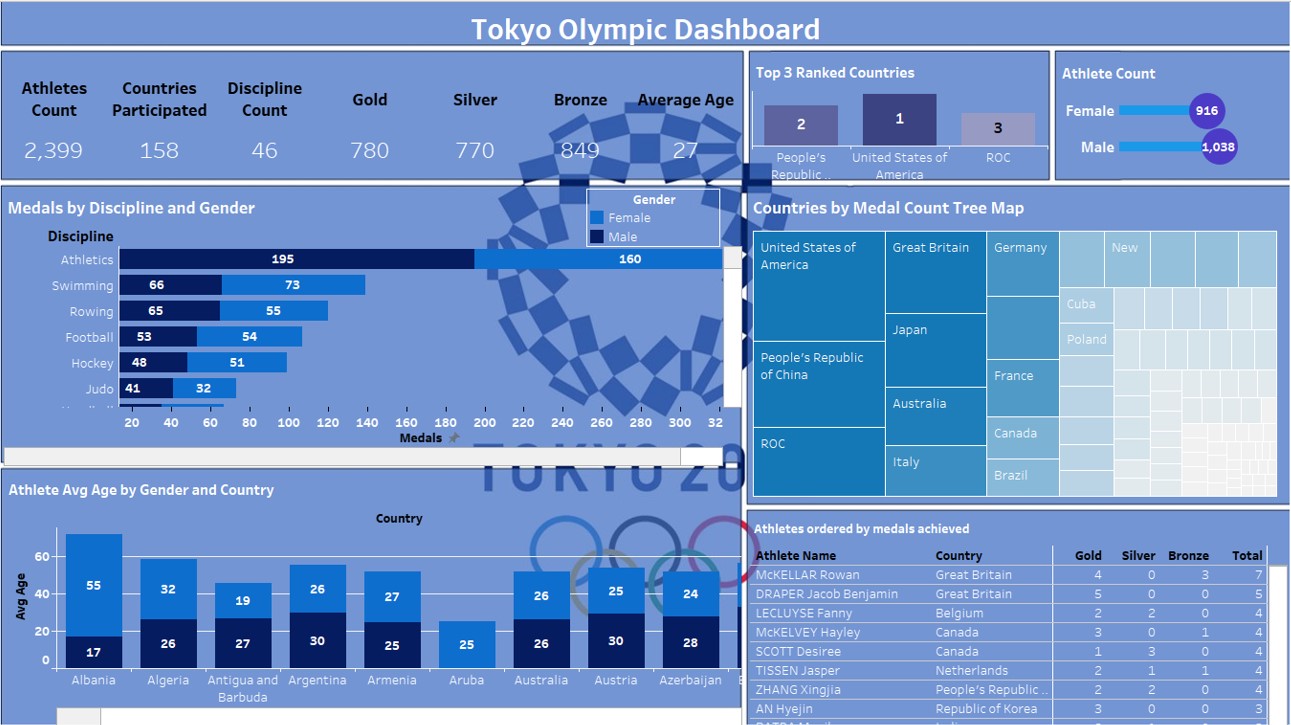 Tokyo Olympic Dashboard
Athletes Count
Countries Participated
Discipline Count
Gold
Silver
Bronze
Average Age
2,399
158
46
780
770
849
27
Top 3 Ranked Countries
2
1
3
People's Republic ..
United States of America
ROC
Athlete Count
Female 916
Male 1,038
Medals by Discipline and Gender
Gender
Female
Male
Discipline
Athletics 195 160
Swimming 66 73
Rowing 65 55
Football 53 54
Hockey 48 51
Judo 41 32
20 40 60 80 100 120 140 160 180 200 220 240 260 280 300 32
Medals
TOKYO 20
Countries by Medal Count Tree Map
United States of America
People's Republic of China
ROC
Great Britain
Japan
Australia
Italy
Germany
France
Canada
Brazil
New
Cuba
Poland
Athlete Avg Age by Gender and Country
Country
Avg Age
60
40
20
0
55 32 19 26 27 25 26 25 24
17 26 27 30 25 26 30 28
Albania
Algeria
Antigua and Barbuda
Argentina
Armenia
Aruba
Australia
Austria
Azerbaijan
Athletes ordered by medals achieved
Athlete Name Country Gold Silver Bronze Total
McKELLAR Rowan Great Britain 4 0 3 7
DRAPER Jacob Benjamin Great Britain 5 0 0 5
LECLUYSE Fanny Belgium 2 2 0 4
McKELVEY Hayley Canada 3 0 1 4
SCOTT Desiree Canada 1 3 0 4
TISSEN Jasper Netherlands 2 1 1 4
ZHANG Xingjia People's Republic .. 2 2 0 4
AN Hyejin Republic of Korea 3 0 0 3